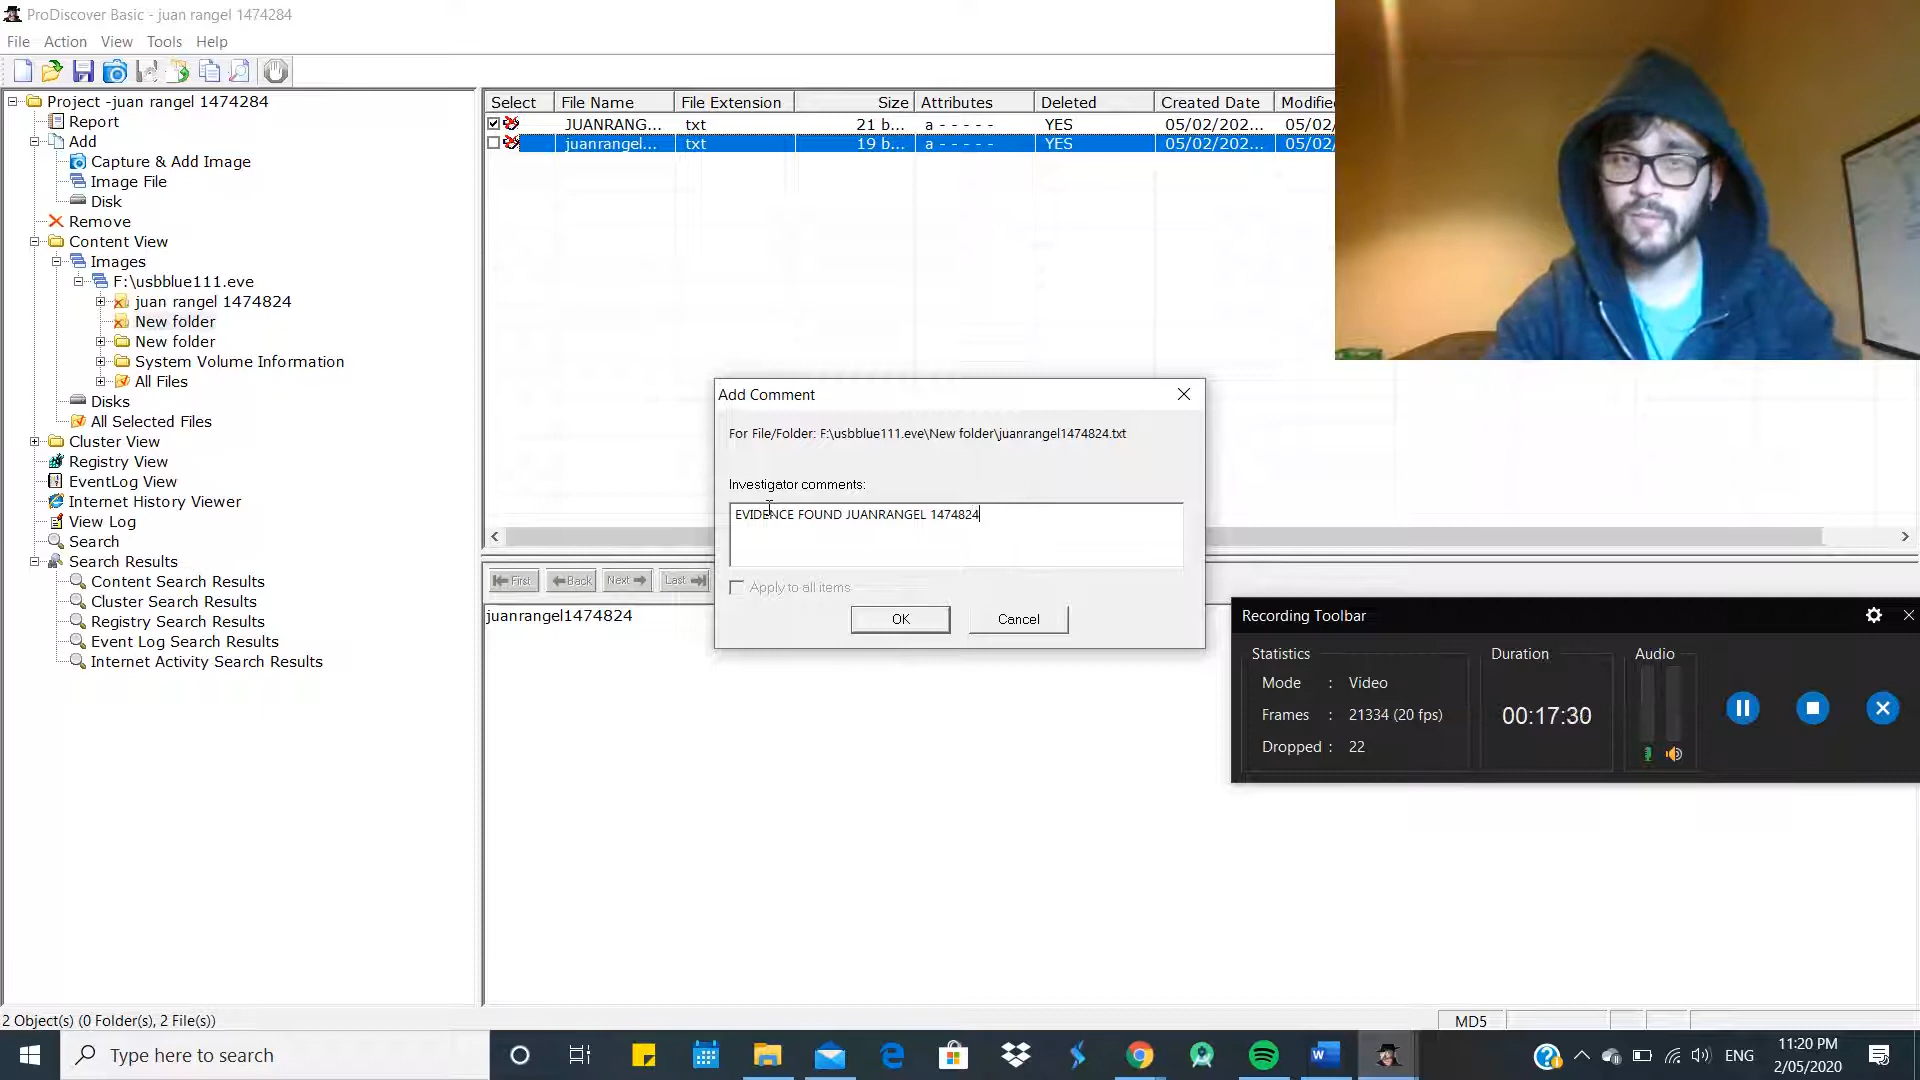 ProDiscover Basic - juan rangel 1474284
File Action View Tools Help
Project -juan rangel 1474284
Report
Add
Capture & Add Image
Image File
Disk
Remove
Content View
Images
F:\usbblue111.eve
juan rangel 1474824
New folder
New folder
System Volume Information
All Files
Disks
All Selected Files
Cluster View
Registry View
EventLog View
Internet History Viewer
View Log
Search
Search Results
Content Search Results
Cluster Search Results
Registry Search Results
Event Log Search Results
Internet Activity Search Results
Select File Name File Extension Size Attributes Deleted Created Date Modifie
JUANRANG... txt 21 b... a - - - - - YES 05/02/202... 05/02/
juanrangel... txt 19 b... a - - - - - YES 05/02/202... 05/02/
Add Comment
For File/Folder: F:\usbblue111.eve\New folder\juanrangel1474824.txt
Investigator comments:
EVIDENCE FOUND JUANRANGEL 1474824
Apply to all items
OK Cancel
First Back Next Last
juanrangel1474824
Recording Toolbar
Statistics Duration Audio
Mode : Video
Frames : 21334 (20 fps)
Dropped : 22
00:17:30
2 Object(s) (0 Folder(s), 2 File(s))
MD5
Type here to search
ENG
11:20 PM
2/05/2020